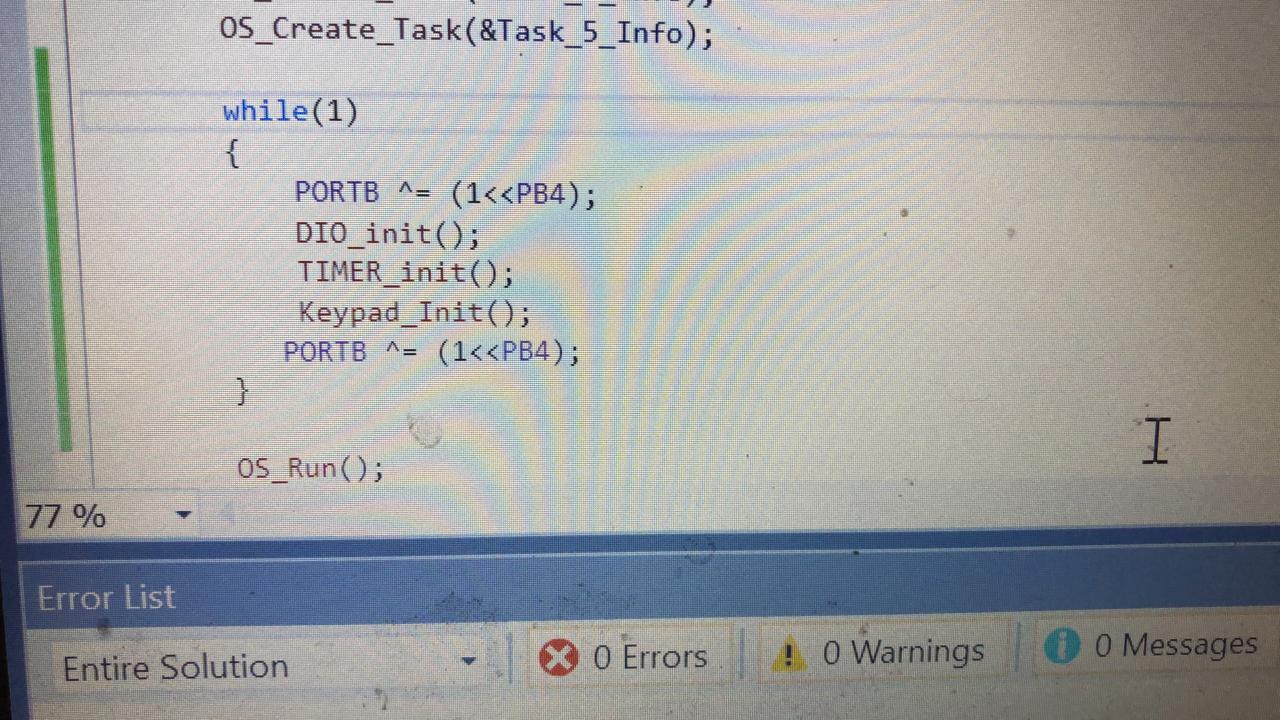 OS_Create_Task(&Task_5_Info);
while(1)
{
PORTB ^= (1<<PB4);
DIO_init();
TIMER_init();
Keypad_Init();
PORTB ^= (1<<PB4);
}
OS_Run();
77 %
Error List
Entire Solution
0 Errors
0 Warnings
0 Messages